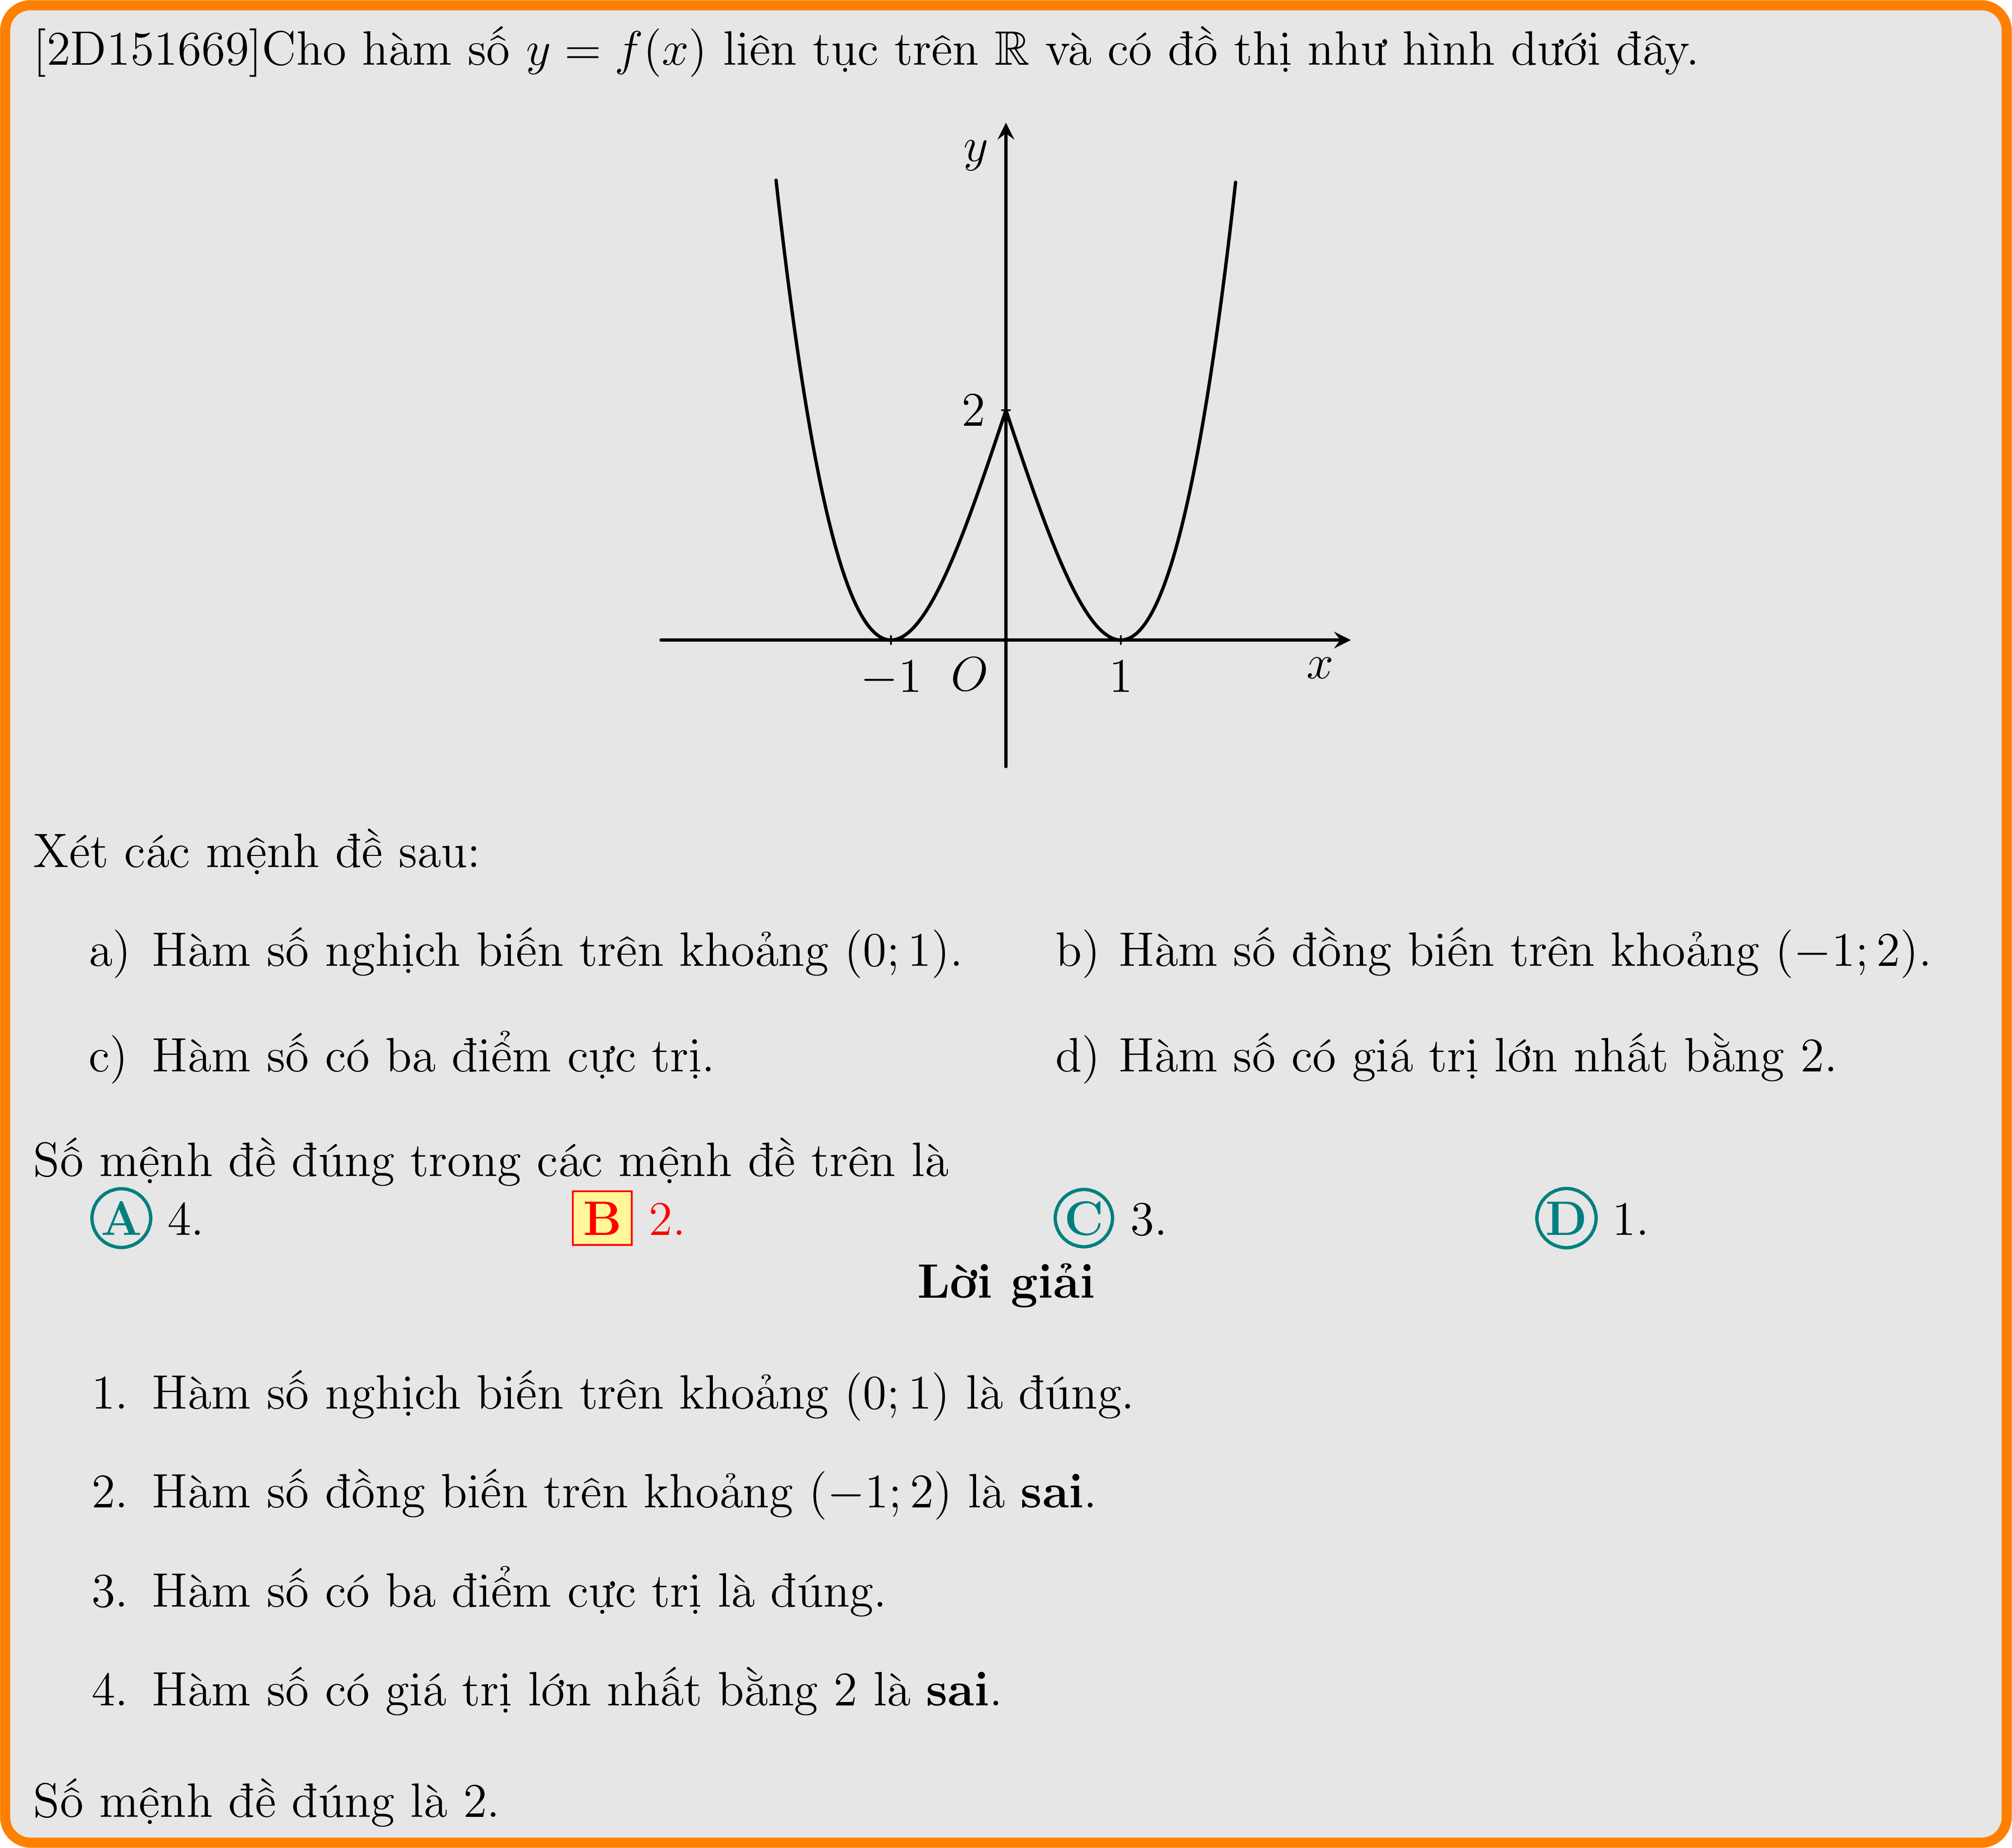 [2D151669]Cho hàm số y = f(x) liên tục trên ℝ và có đồ thị như hình dưới đây.
y
2
−1 O 1 x
Xét các mệnh đề sau:
a) Hàm số nghịch biến trên khoảng (0; 1). b) Hàm số đồng biến trên khoảng (−1; 2).
c) Hàm số có ba điểm cực trị. d) Hàm số có giá trị lớn nhất bằng 2.
Số mệnh đề đúng trong các mệnh đề trên là
A 4. B 2. C 3. D 1.
Lời giải
1. Hàm số nghịch biến trên khoảng (0; 1) là đúng.
2. Hàm số đồng biến trên khoảng (−1; 2) là sai.
3. Hàm số có ba điểm cực trị là đúng.
4. Hàm số có giá trị lớn nhất bằng 2 là sai.
Số mệnh đề đúng là 2.